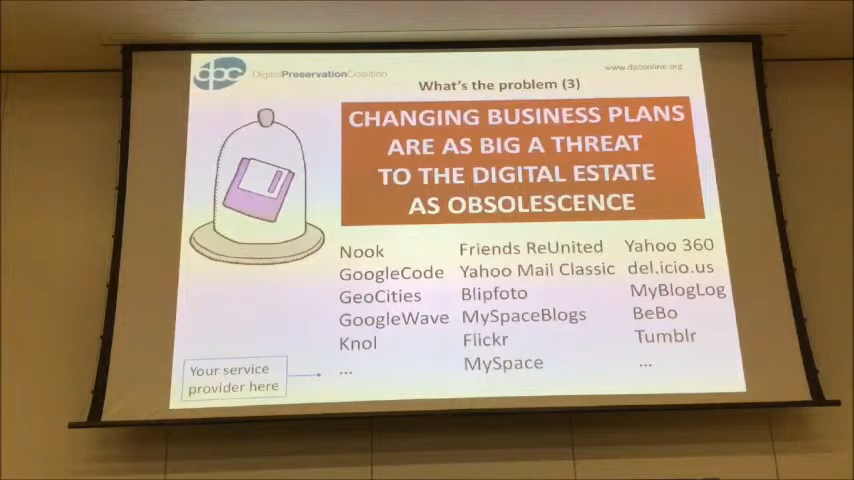 dpc DigitalPreservationCoalition
www.dpconline.org
What's the problem (3)
CHANGING BUSINESS PLANS
ARE AS BIG A THREAT
TO THE DIGITAL ESTATE
AS OBSOLESCENCE
Nook
GoogleCode
GeoCities
GoogleWave
Knol
...
Friends ReUnited
Yahoo Mail Classic
Blipfoto
MySpaceBlogs
Flickr
MySpace
Yahoo 360
del.icio.us
MyBlogLog
BeBo
Tumblr
...
Your service
provider here